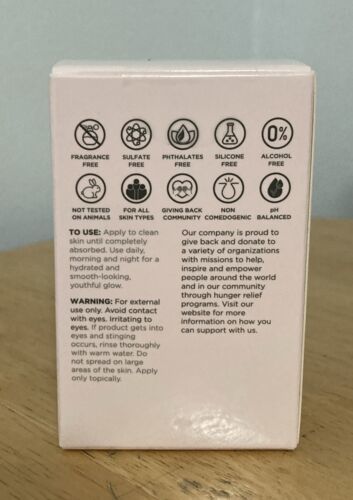 0%
FRAGRANCE FREE
SULFATE FREE
PHTHALATES FREE
SILICONE FREE
ALCOHOL FREE
NOT TESTED ON ANIMALS
FOR ALL SKIN TYPES
GIVING BACK COMMUNITY
NON COMEDOGENIC
pH BALANCED
TO USE: Apply to clean
skin until completely
absorbed. Use daily,
morning and night for a
hydrated and
smooth-looking,
youthful glow.
WARNING: For external
use only. Avoid contact
with eyes. Irritating to
eyes. If product gets into
eyes and stinging
occurs, rinse thoroughly
with warm water. Do
not spread on large
areas of the skin. Apply
only topically.
Our company is proud to
give back and donate to
a variety of organizations
with missions to help,
inspire and empower
people around the world
and in our community
through hunger relief
programs. Visit our
website for more
information on how you
can support with us.